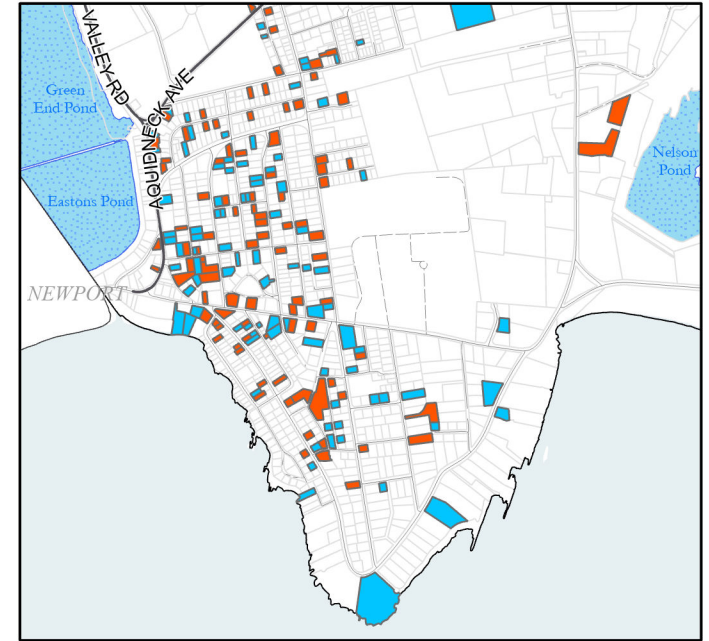 VALLEY RD
Green
End Pond
AQUIDNECK AVE
Nelson
Pond
Eastons Pond
NEWPORT